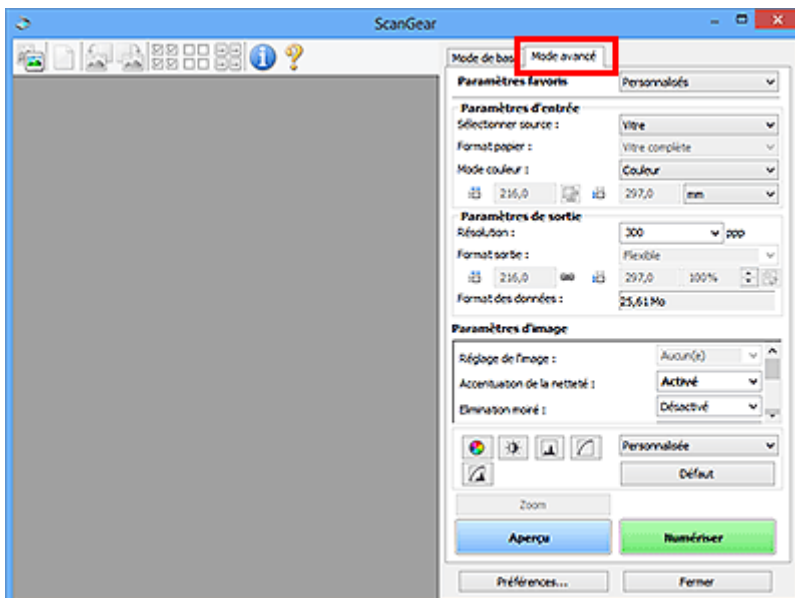 ScanGear
Mode de bas Mode avancé
Paramètres favoris Personnalisés
Paramètres d'entrée
Sélectionner source : Vitre
Format papier : Vitre complète
Mode couleur : Couleur
216,0 297,0 mm
Paramètres de sortie
Résolution : 300 ppp
Format sortie : Flexible
216,0 297,0 100%
Format des données : 25,61 Mo
Paramètres d'image
Réglage de l'image : Aucun(e)
Accentuation de la netteté : Activé
Elimination moiré : Désactivé
Personnalisée
Défaut
Zoom
Aperçu Numériser
Préférences... Fermer